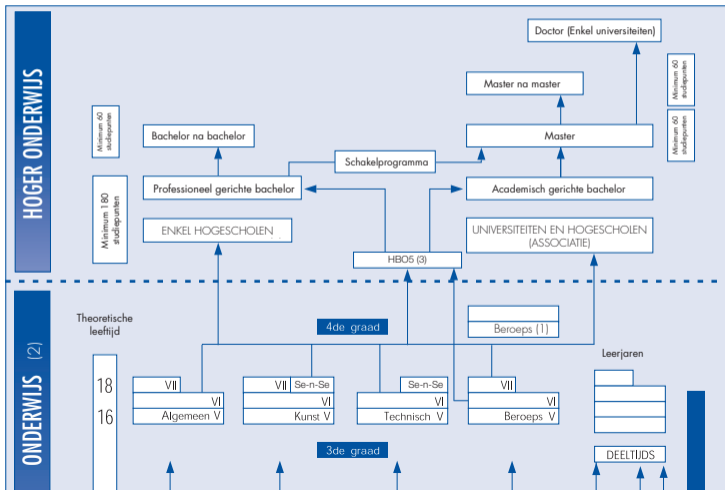 HOGER ONDERWIJS
Doctor (Enkel universiteiten)
Minimum 60
studiepunten
Master na master
Minimum 60
studiepunten
Minimum 60
studiepunten
Bachelor na bachelor
Master
Schakelprogramma
Minimum 180
studiepunten
Professioneel gerichte bachelor
Academisch gerichte bachelor
ENKEL HOGESCHOLEN
UNIVERSITEITEN EN HOGESCHOLEN
(ASSOCIATIE)
HBO5 (3)
ONDERWIJS (2)
Theoretische
leeftijd
4de graad
Beroeps (1)
Leerjaren
18
VII
VII
Se-n-Se
Se-n-Se
VII
VI
VI
VI
VI
16
Algemeen V
Kunst V
Technisch V
Beroeps V
3de graad
DEELTIJDS